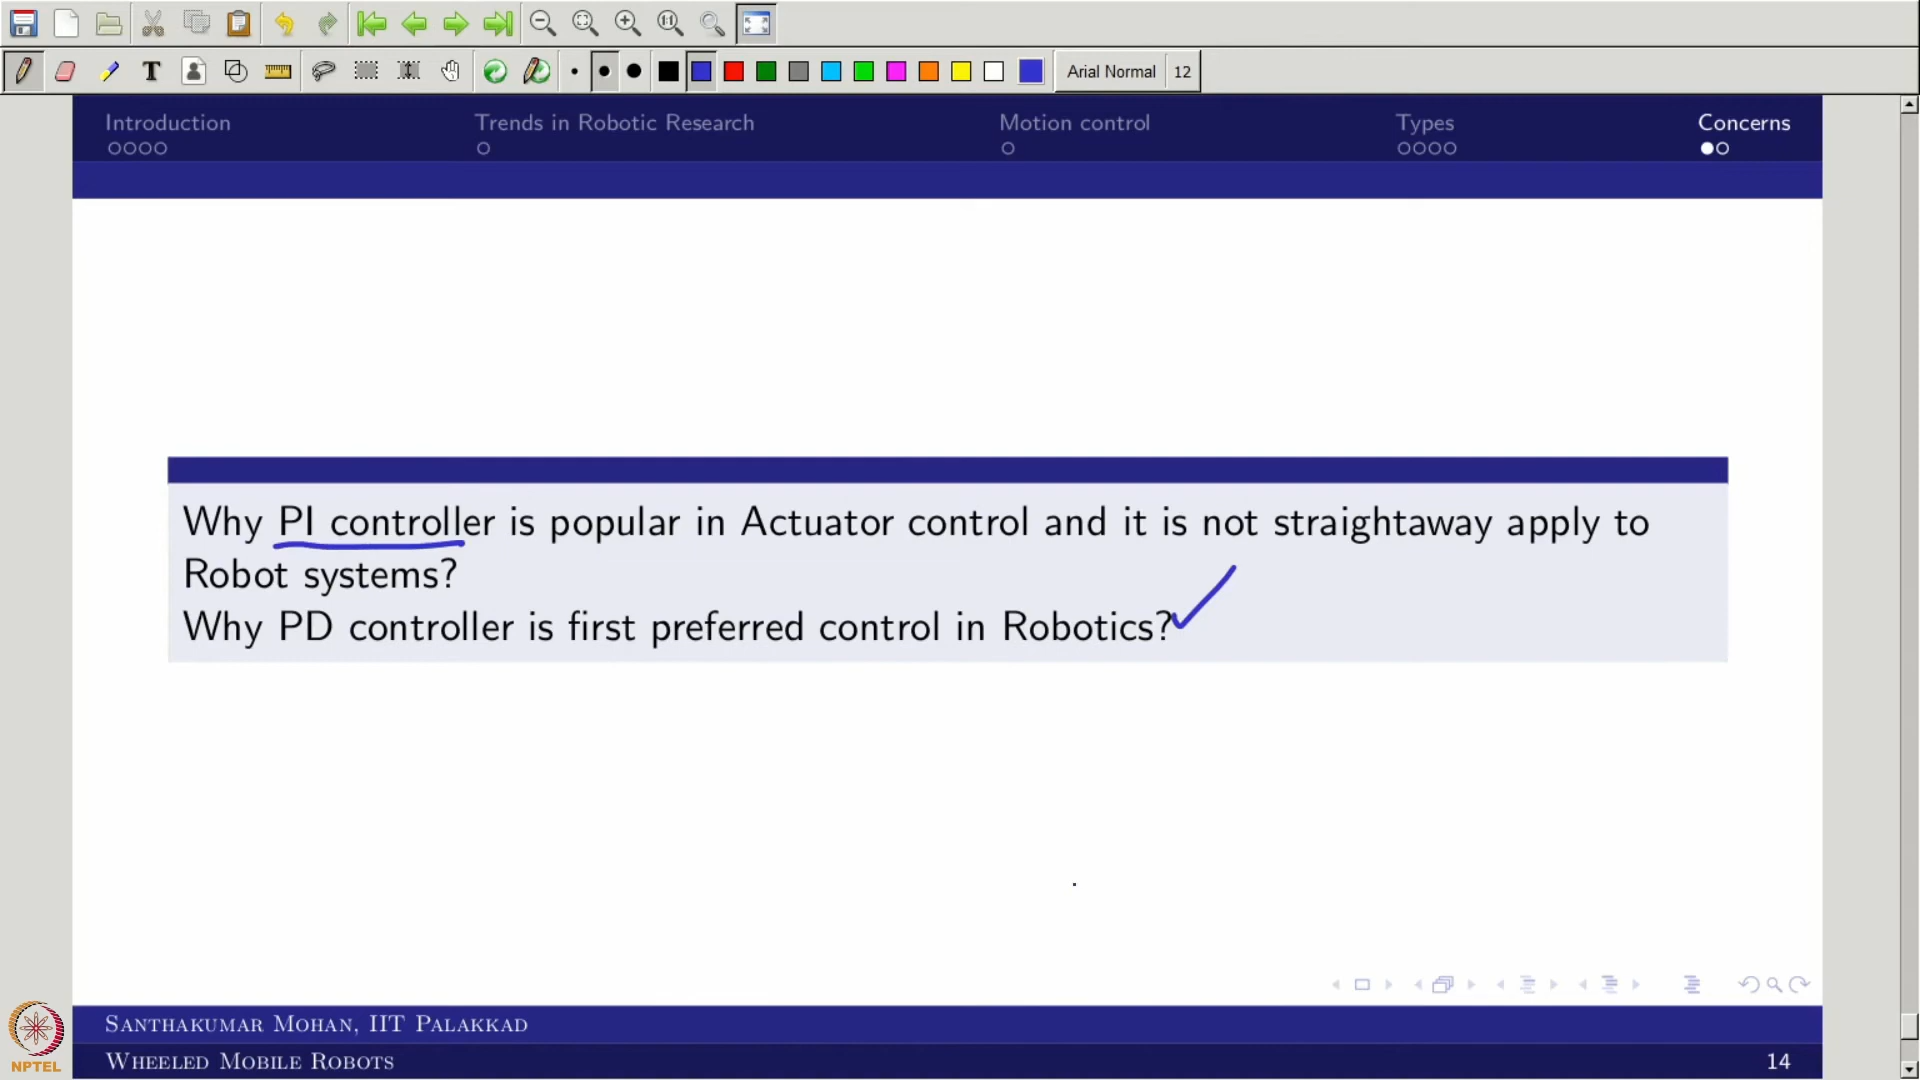 Arial Normal 12
Introduction Trends in Robotic Research Motion control Types Concerns
Why PI controller is popular in Actuator control and it is not straightaway apply to
Robot systems?
Why PD controller is first preferred control in Robotics?
Santhakumar Mohan, IIT Palakkad
Wheeled Mobile Robots 14
NPTEL